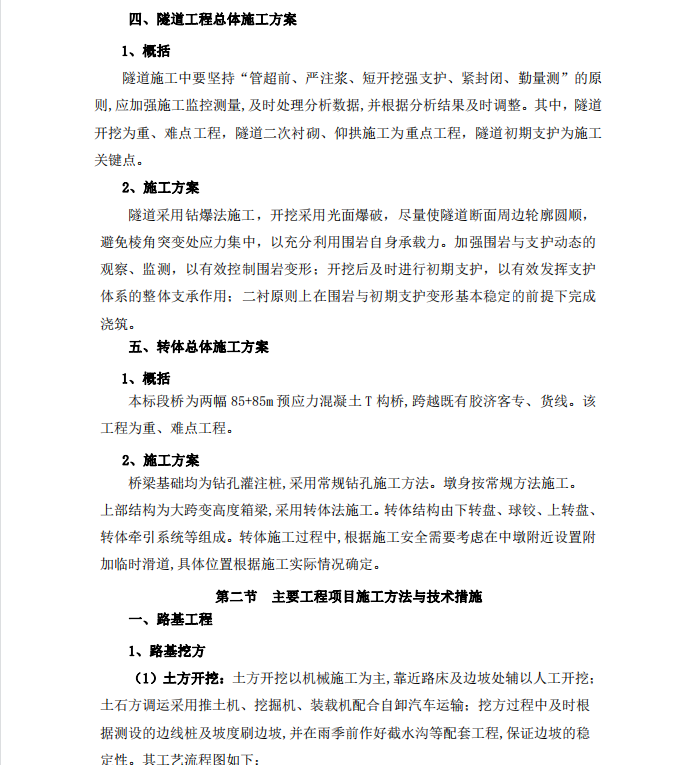 四、隧道工程总体施工方案
1、概括
隧道施工中要坚持“管超前、严注浆、短开挖强支护、紧封闭、勤量测”的原
则,应加强施工监控测量,及时处理分析数据,并根据分析结果及时调整。其中，隧道
开挖为重、难点工程，隧道二次衬砌、仰拱施工为重点工程，隧道初期支护为施工
关键点。
2、施工方案
隧道采用钻爆法施工，开挖采用光面爆破，尽量使隧道断面周边轮廓圆顺，
避免棱角突变处应力集中，以充分利用围岩自身承载力。加强围岩与支护动态的
观察、监测，以有效控制围岩变形；开挖后及时进行初期支护，以有效发挥支护
体系的整体支承作用；二衬原则上在围岩与初期支护变形基本稳定的前提下完成
浇筑。
五、转体总体施工方案
1、概括
本标段桥为两幅 85+85m 预应力混凝土 T 构桥,跨越既有胶济客专、货线。该
工程为重、难点工程。
2、施工方案
桥梁基础均为钻孔灌注桩,采用常规钻孔施工方法。墩身按常规方法施工。
上部结构为大跨变高度箱梁,采用转体法施工。转体结构由下转盘、球铰、上转盘、
转体牵引系统等组成。转体施工过程中,根据施工安全需要考虑在中墩附近设置附
加临时滑道,具体位置根据施工实际情况确定。
第二节 主要工程项目施工方法与技术措施
一、路基工程
1、路基挖方
（1）土方开挖：土方开挖以机械施工为主,靠近路床及边坡处辅以人工开挖；
土石方调运采用推土机、挖掘机、装载机配合自卸汽车运输；挖方过程中及时根
据测设的边线桩及坡度刷边坡,并在雨季前作好截水沟等配套工程,保证边坡的稳
定性。其工艺流程图如下：